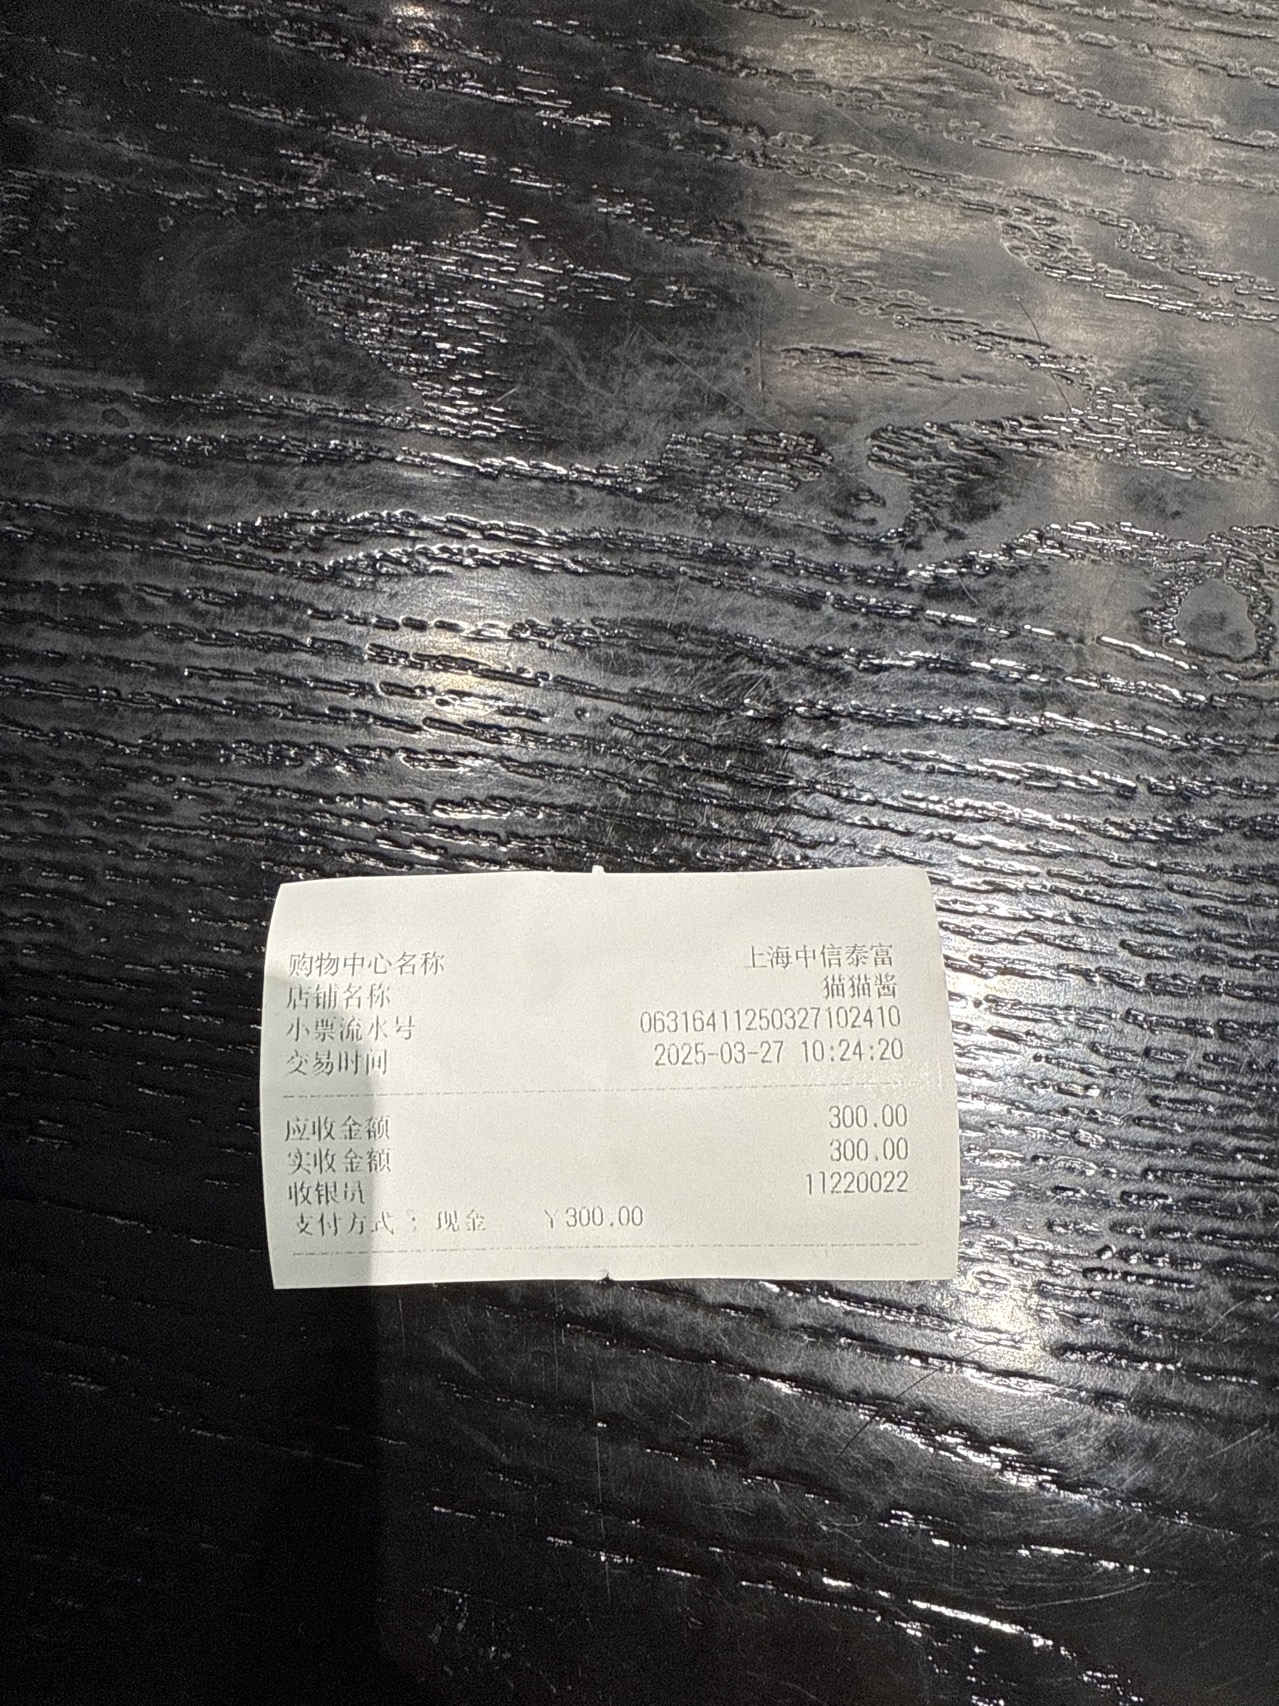 购物中心名称 上海中信泰富
店铺名称 猫猫酱
小票流水号 06316411250327102410
交易时间 2025-03-27 10:24:20
应收金额 300.00
实收金额 300.00
收银员 11220022
支付方式：现金 ￥300.00